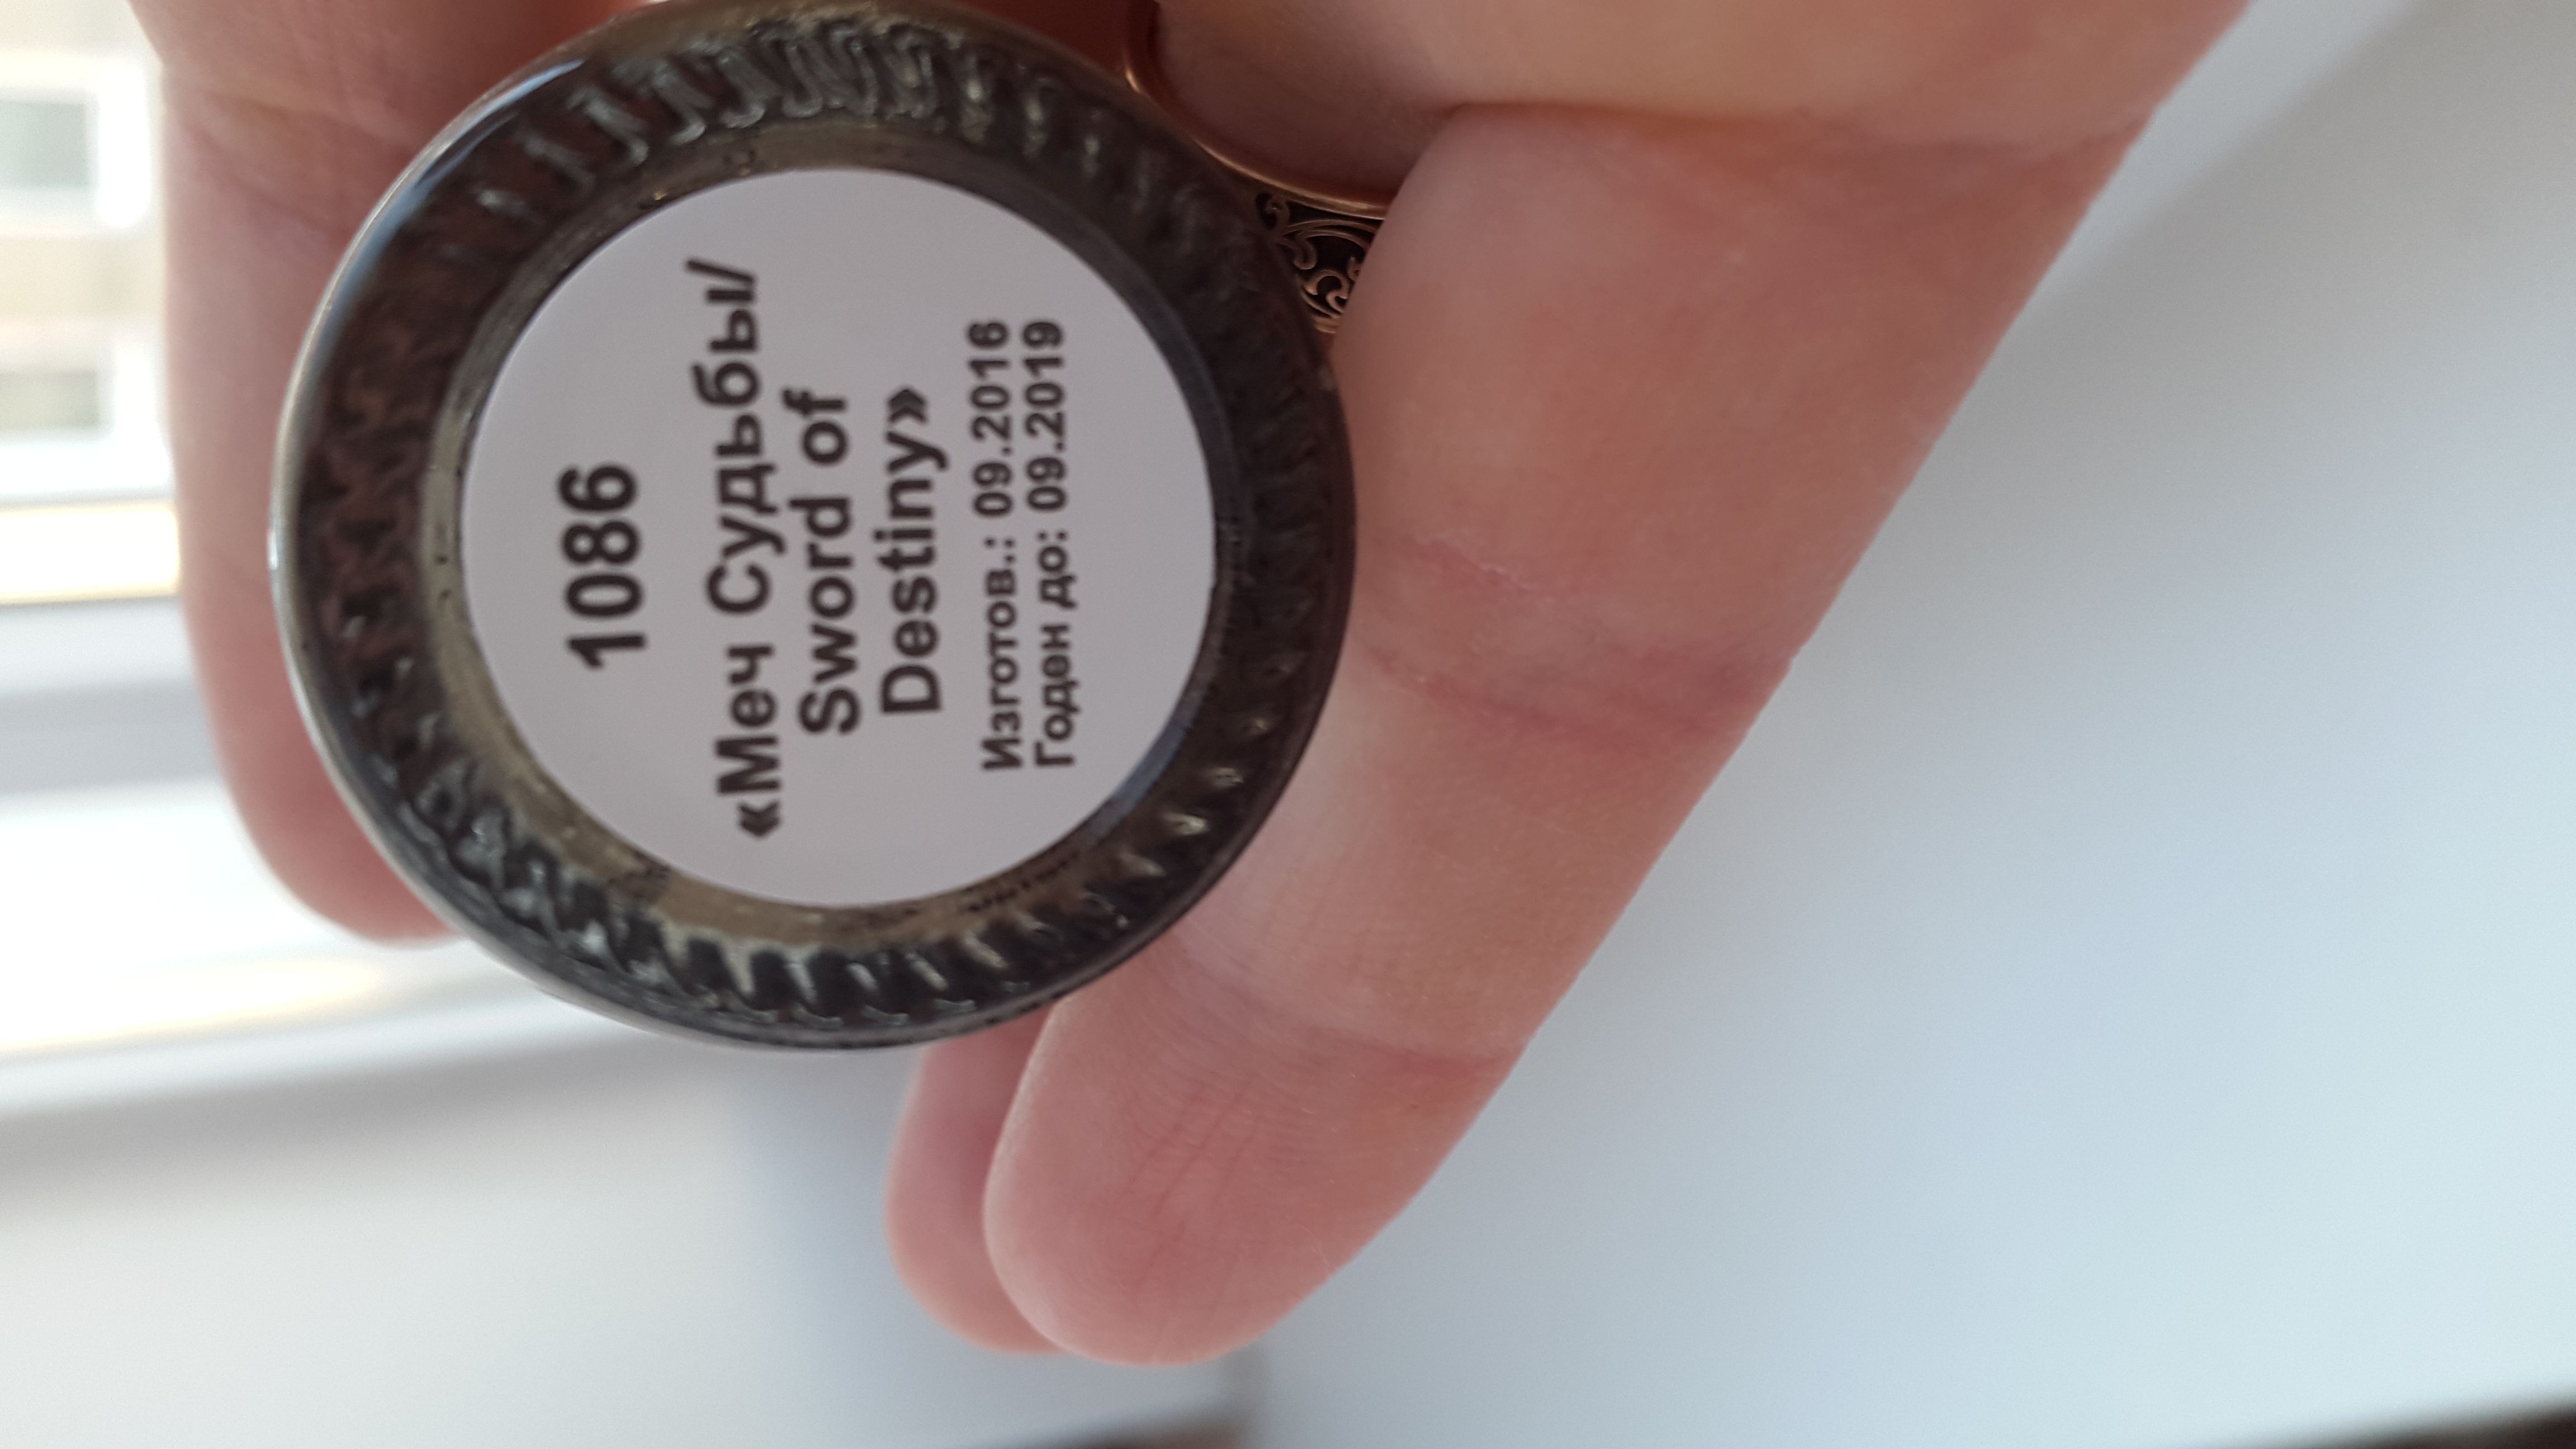 1086
«Меч Судьбы/
Sword of
Destiny»
Изготов.: 09.2016
Годен до: 09.2019